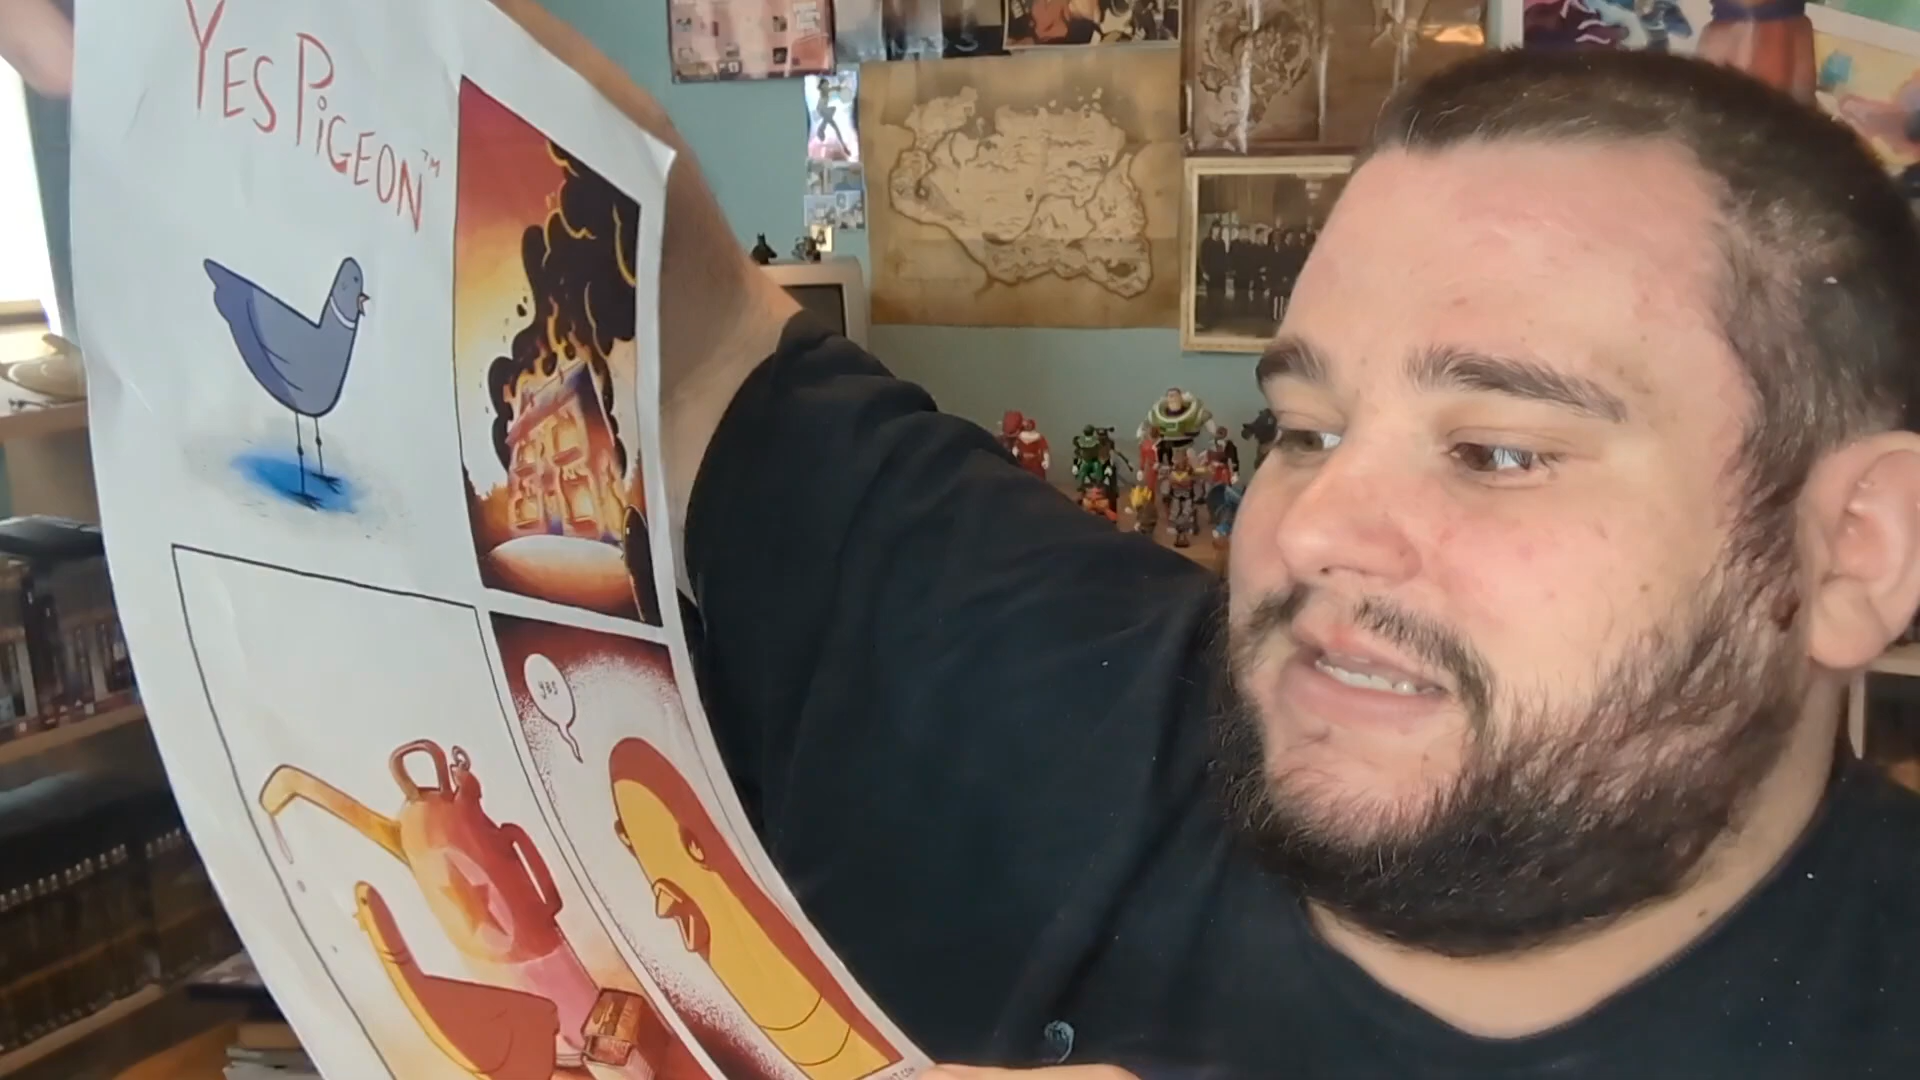 YES PIGEON™
yes